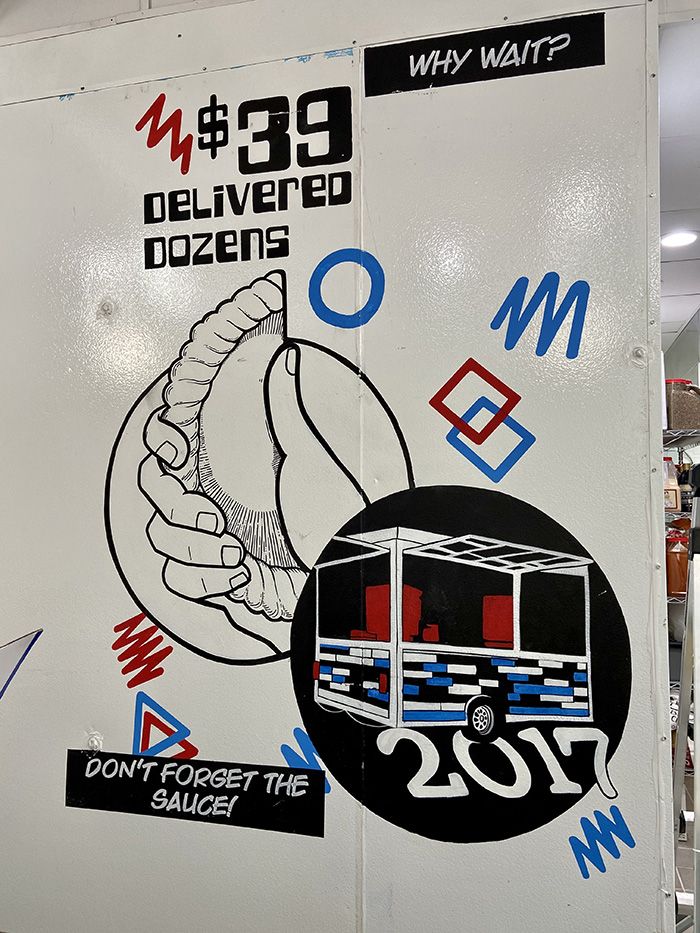 WHY WAIT?
$39
DELIVERED
DOZENS
2017
DON'T FORGET THE
SAUCE!